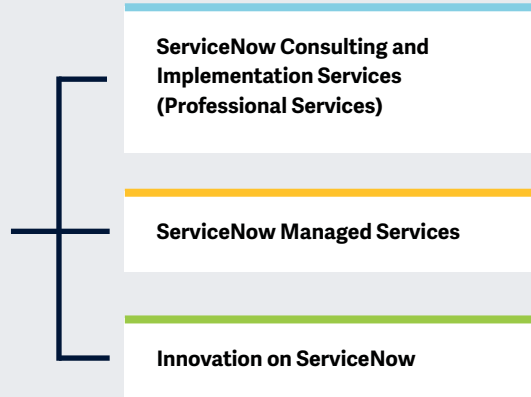 ServiceNow Consulting and
Implementation Services
(Professional Services)
ServiceNow Managed Services
Innovation on ServiceNow